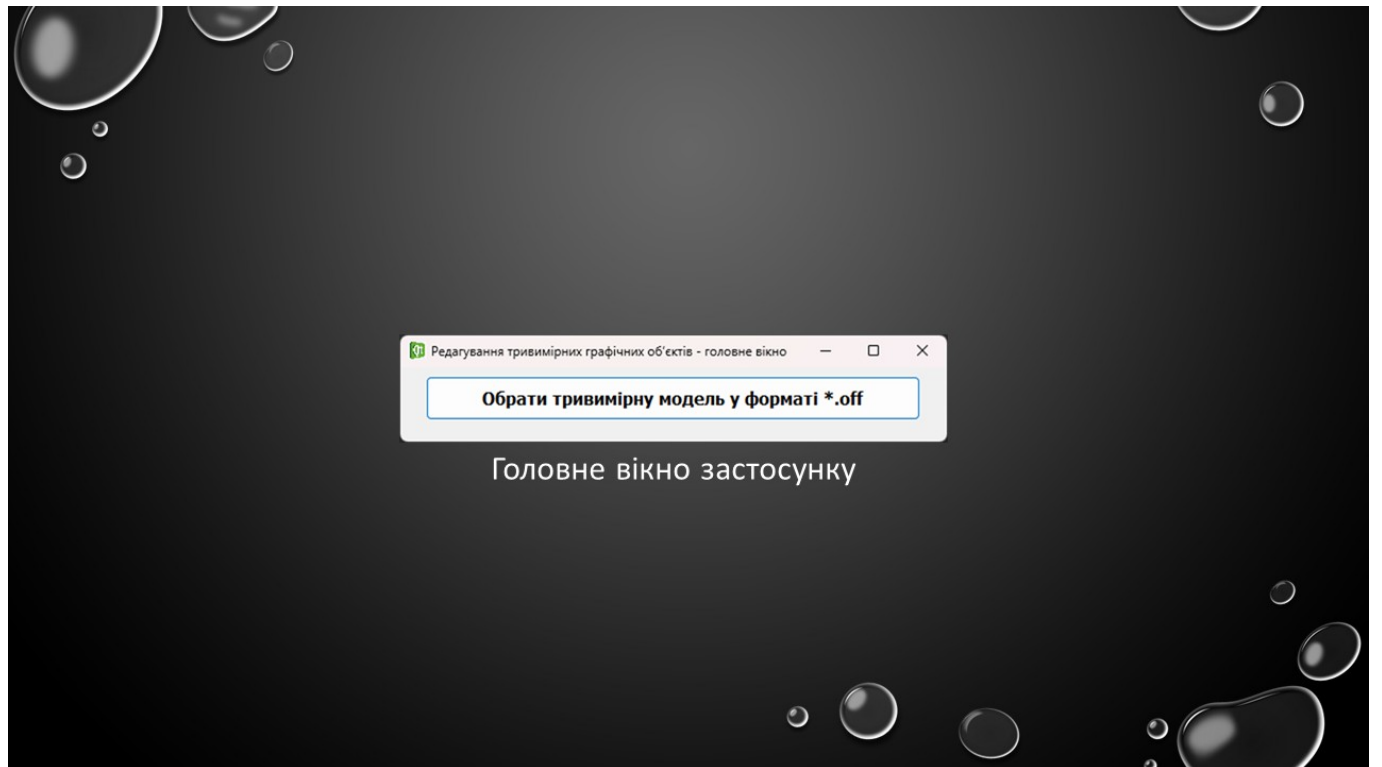 Редагування тривимірних графічних об'єктів - головне вікно
Обрати тривимірну модель у форматі *.off
Головне вікно застосунку